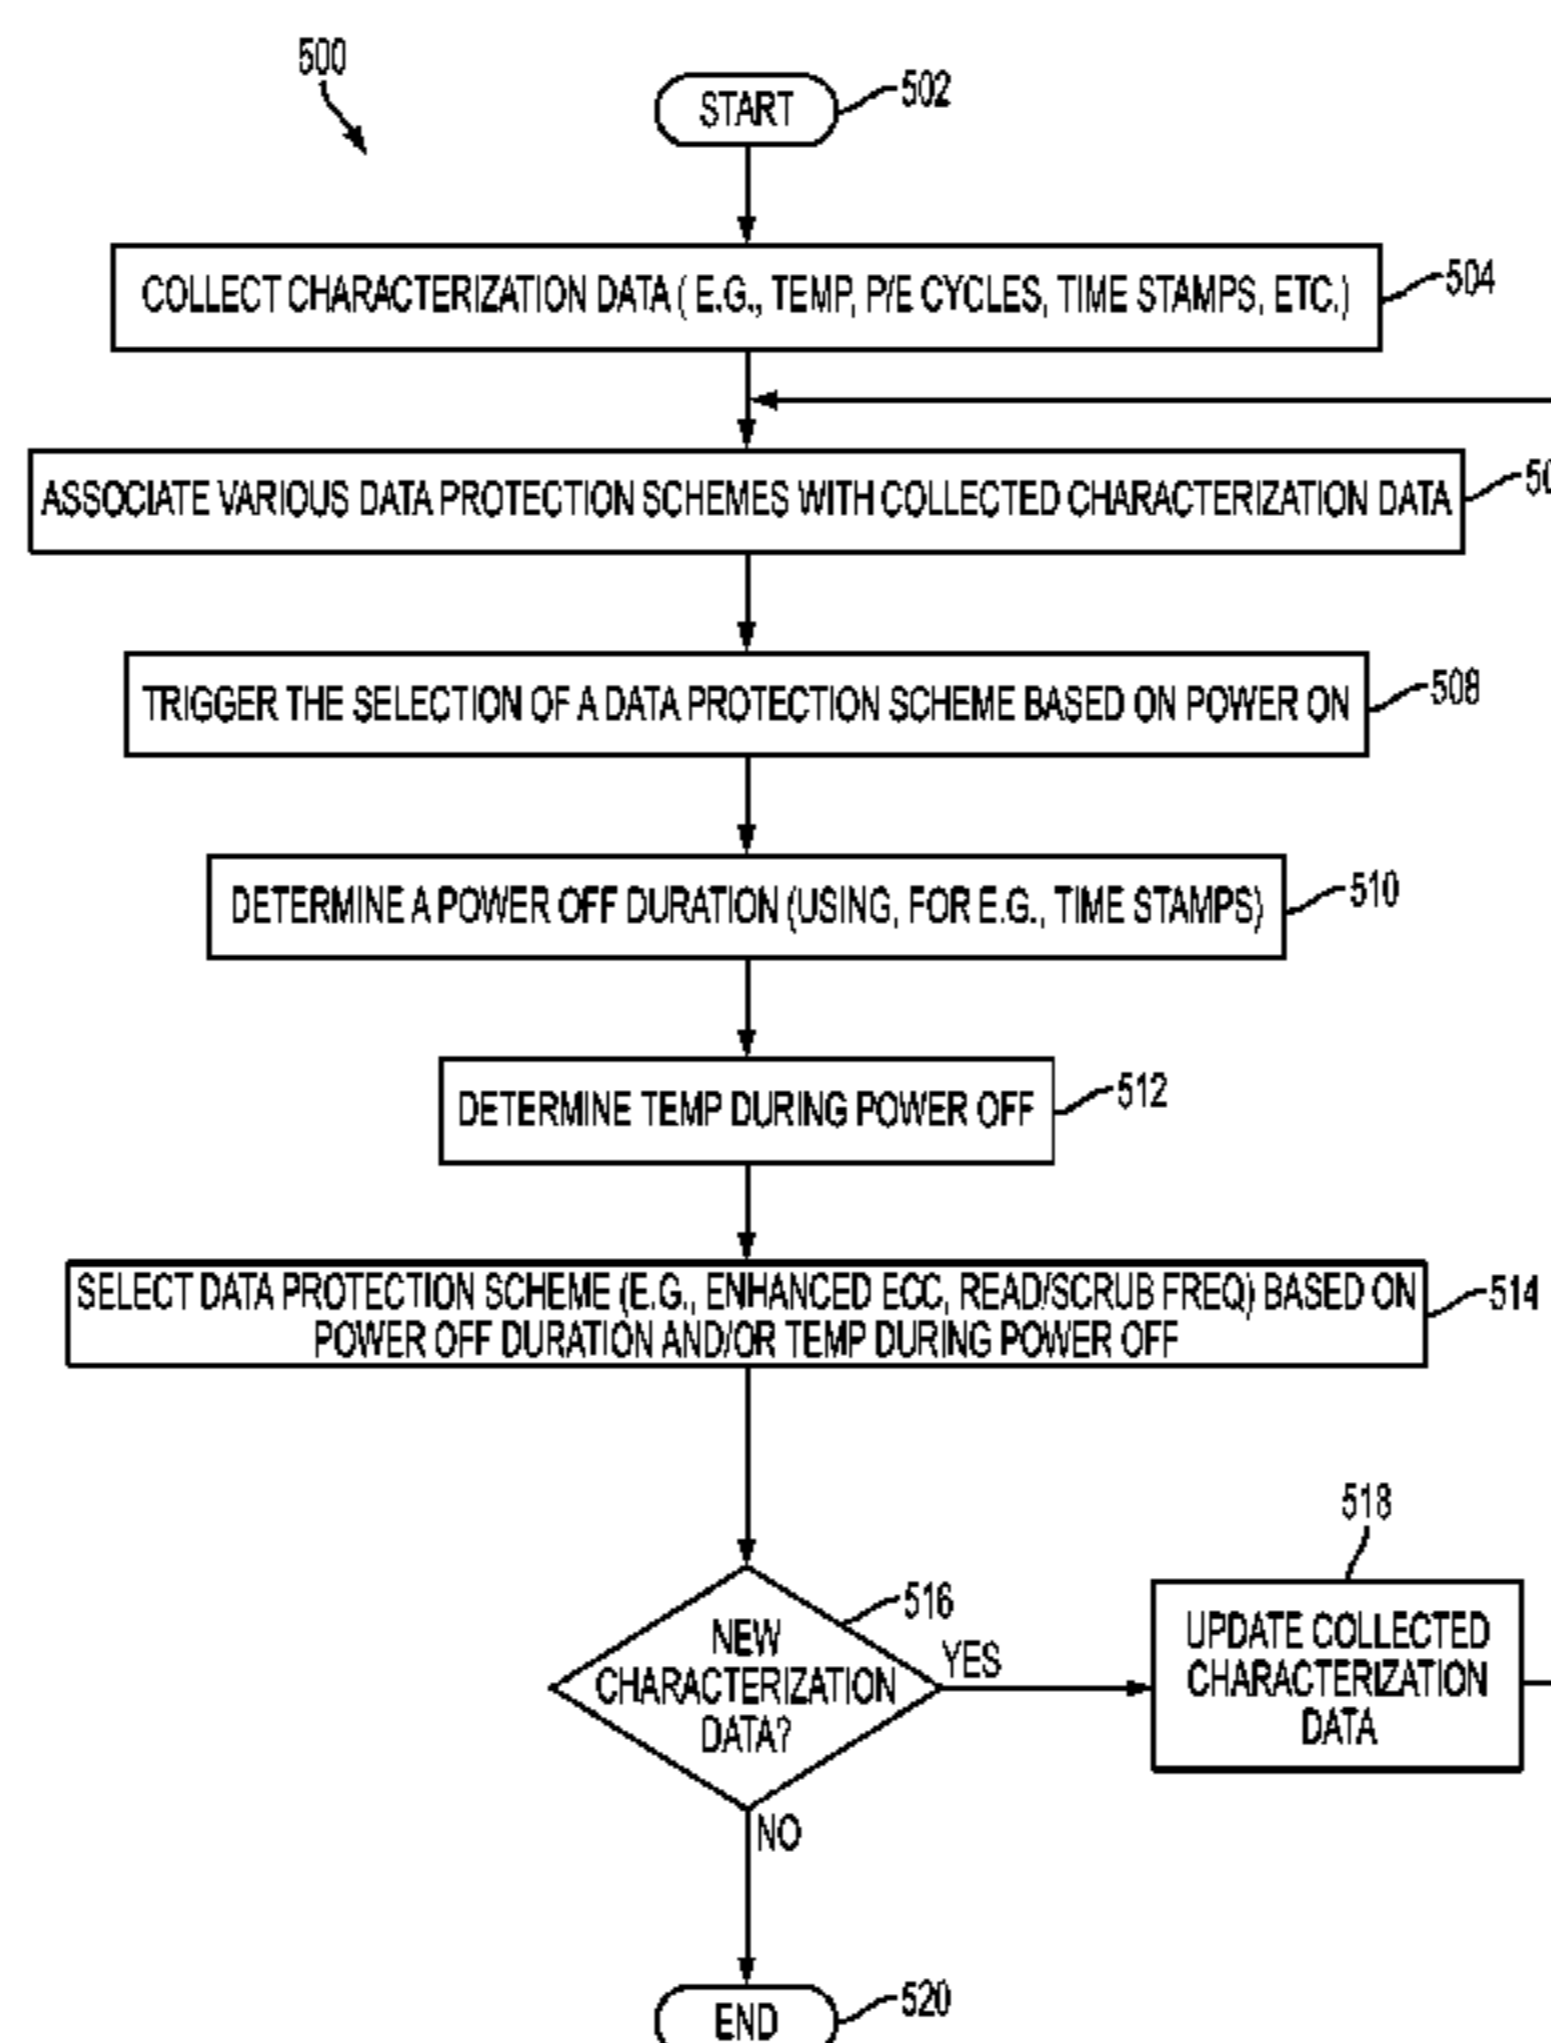 500
START
502
COLLECT CHARACTERIZATION DATA ( E.G., TEMP, P/E CYCLES, TIME STAMPS, ETC.)
504
ASSOCIATE VARIOUS DATA PROTECTION SCHEMES WITH COLLECTED CHARACTERIZATION DATA
TRIGGER THE SELECTION OF A DATA PROTECTION SCHEME BASED ON POWER ON
508
DETERMINE A POWER OFF DURATION (USING, FOR E.G., TIME STAMPS)
510
DETERMINE TEMP DURING POWER OFF
512
SELECT DATA PROTECTION SCHEME (E.G., ENHANCED ECC, READ/SCRUB FREQ) BASED ON
POWER OFF DURATION AND/OR TEMP DURING POWER OFF
514
516
NEW
CHARACTERIZATION
DATA?
YES
518
UPDATE COLLECTED
CHARACTERIZATION
DATA
NO
END
520